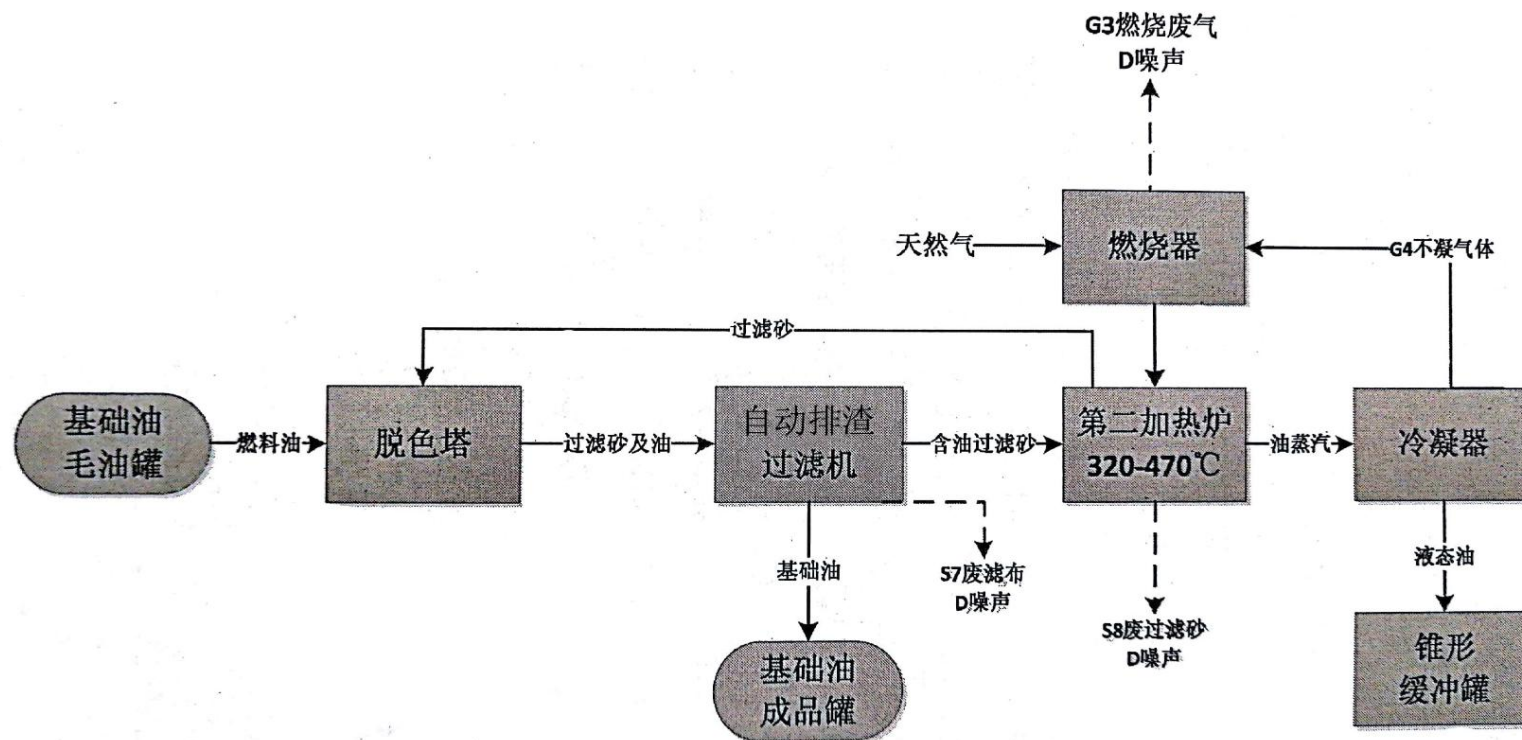 G3燃烧废气
D噪声
天然气
燃烧器
G4不凝气体
过滤砂
基础油
毛油罐
燃料油
脱色塔
过滤砂及油
自动排渣
过滤机
含油过滤砂
第二加热炉
320-470℃
油蒸汽
冷凝器
基础油
S7废滤布
D噪声
S8废过滤砂
D噪声
液态油
基础油
成品罐
锥形
缓冲罐